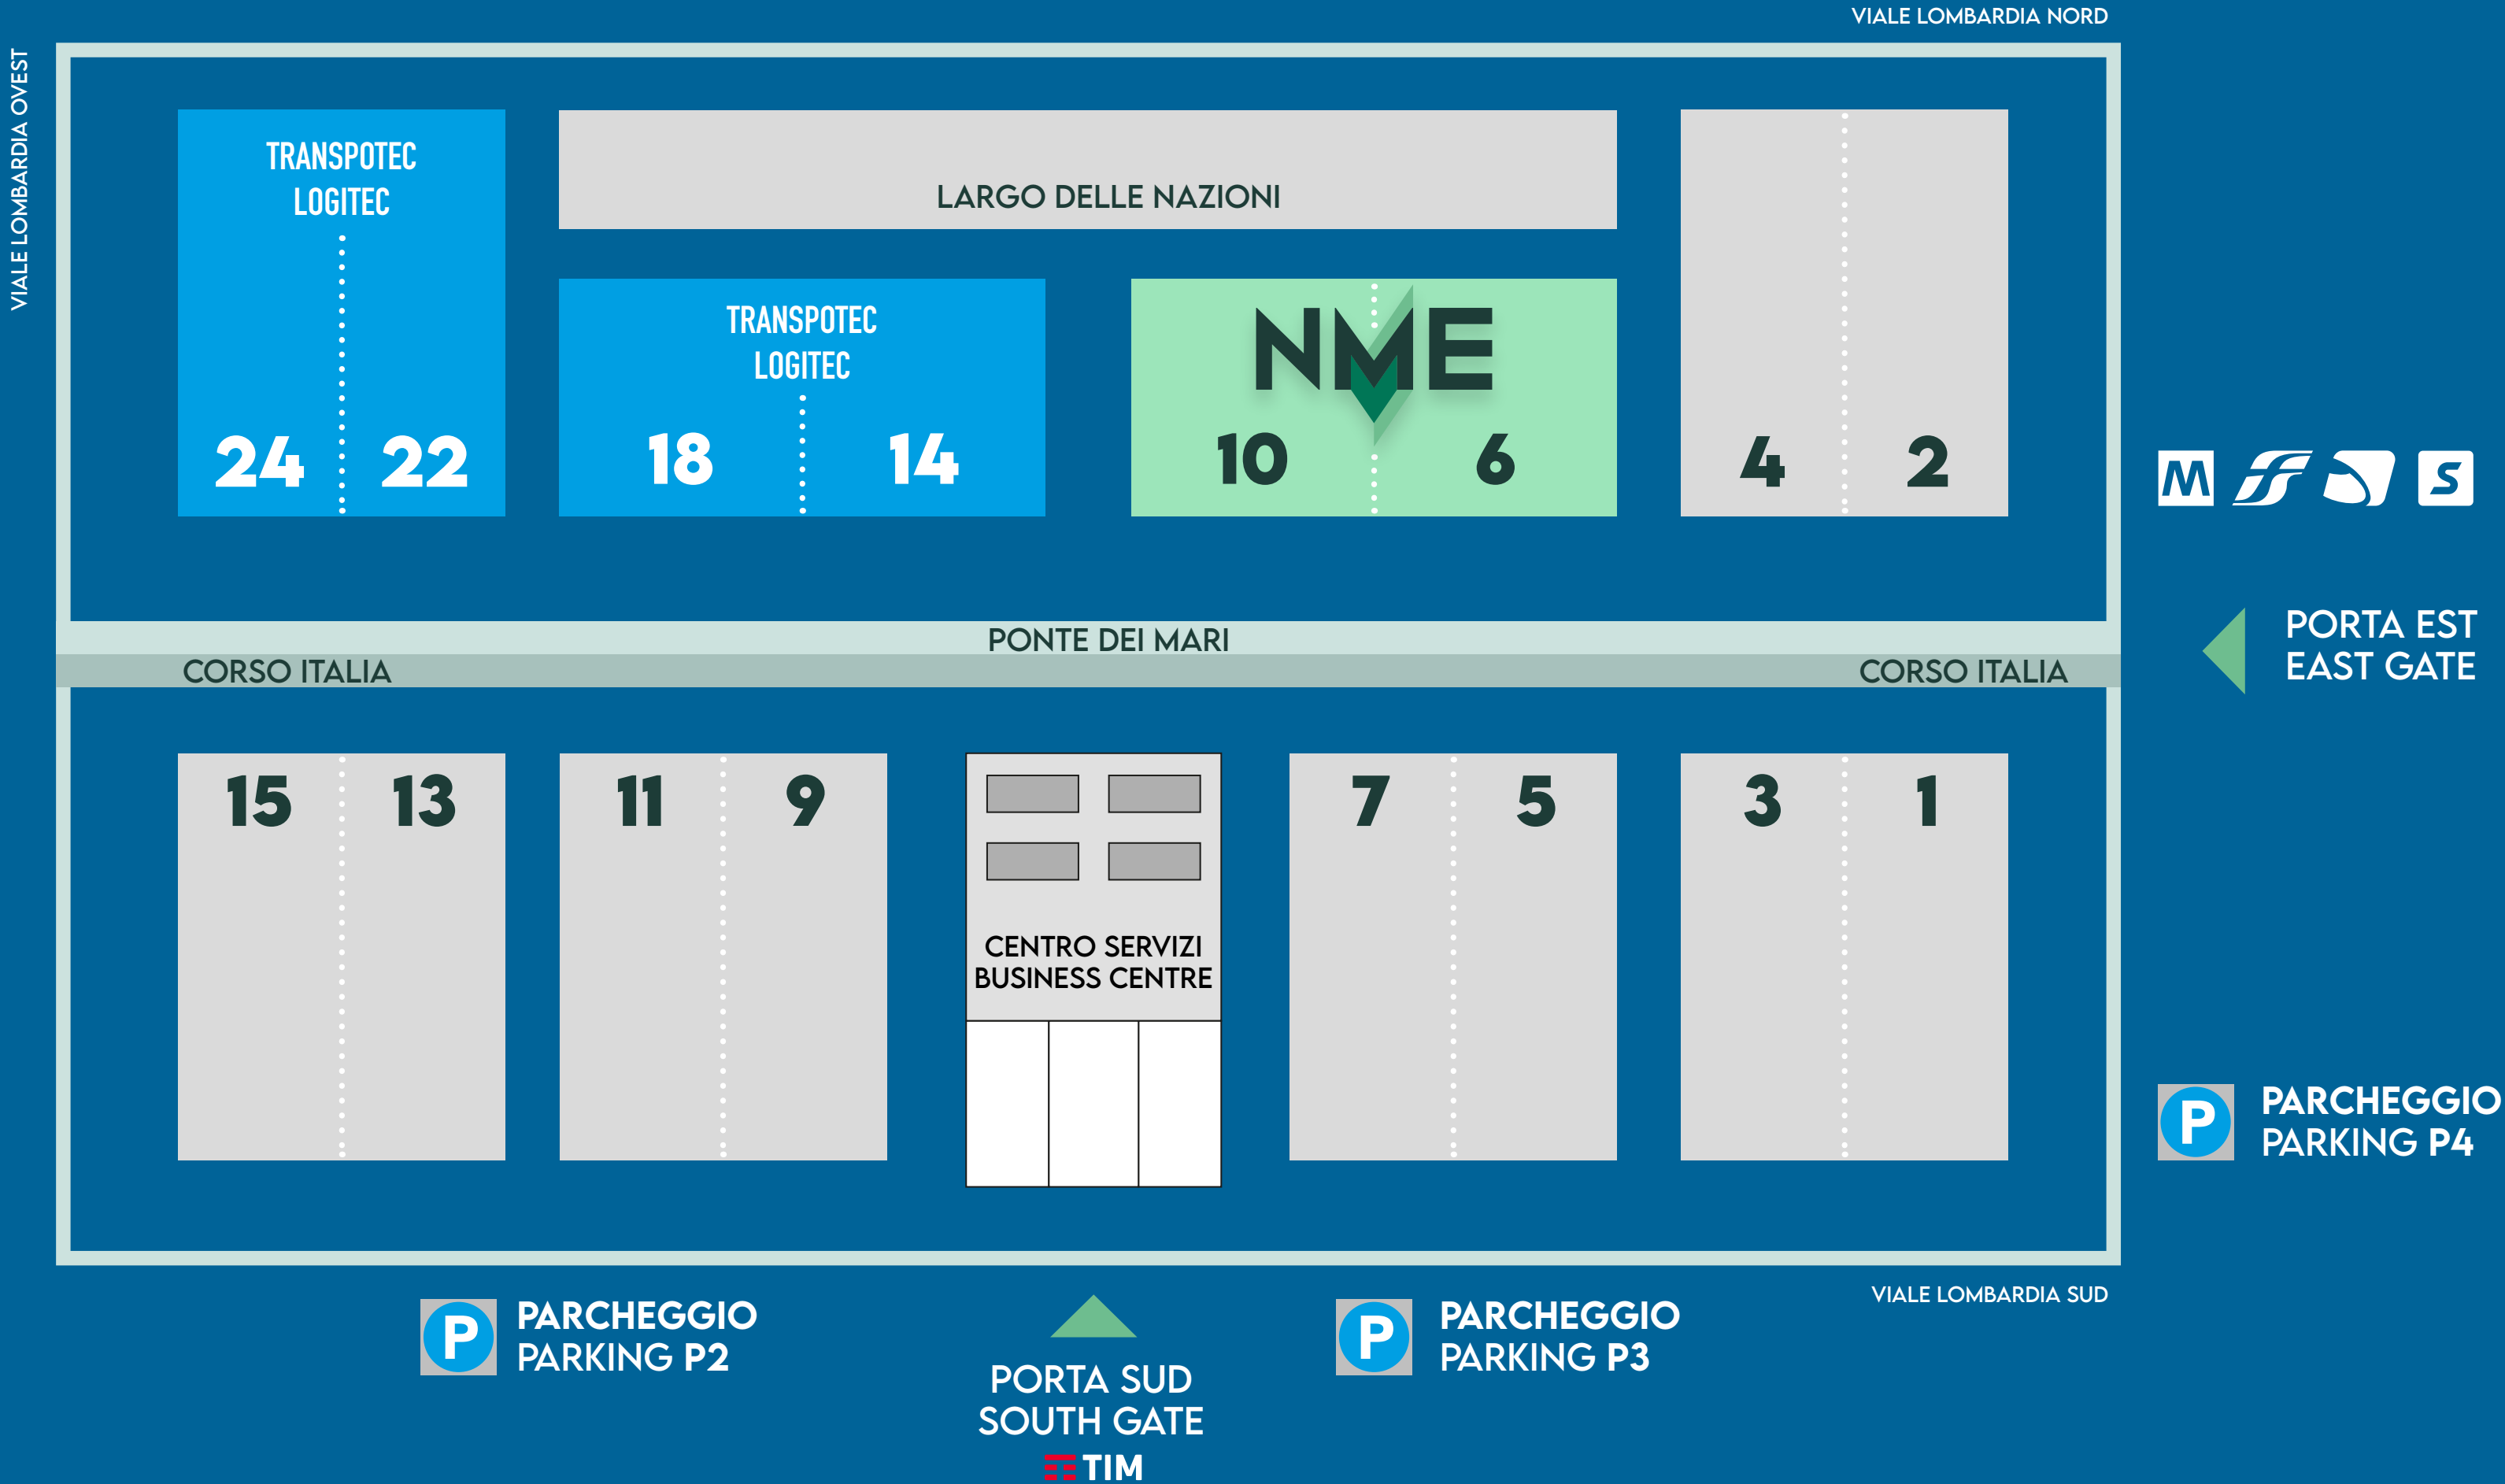 VIALE LOMBARDIA NORD
VIALE LOMBARDIA OVEST
TRANSPOTEC
LOGITEC
24 22
LARGO DELLE NAZIONI
TRANSPOTEC
LOGITEC
18 14
NME
10 6
4 2
M S
PORTA EST
EAST GATE
PONTE DEI MARI
CORSO ITALIA
CORSO ITALIA
15 13
11 9
CENTRO SERVIZI
BUSINESS CENTRE
7 5
3 1
P
PARCHEGGIO
PARKING P4
VIALE LOMBARDIA SUD
P
PARCHEGGIO
PARKING P2
PORTA SUD
SOUTH GATE
TIM
P
PARCHEGGIO
PARKING P3